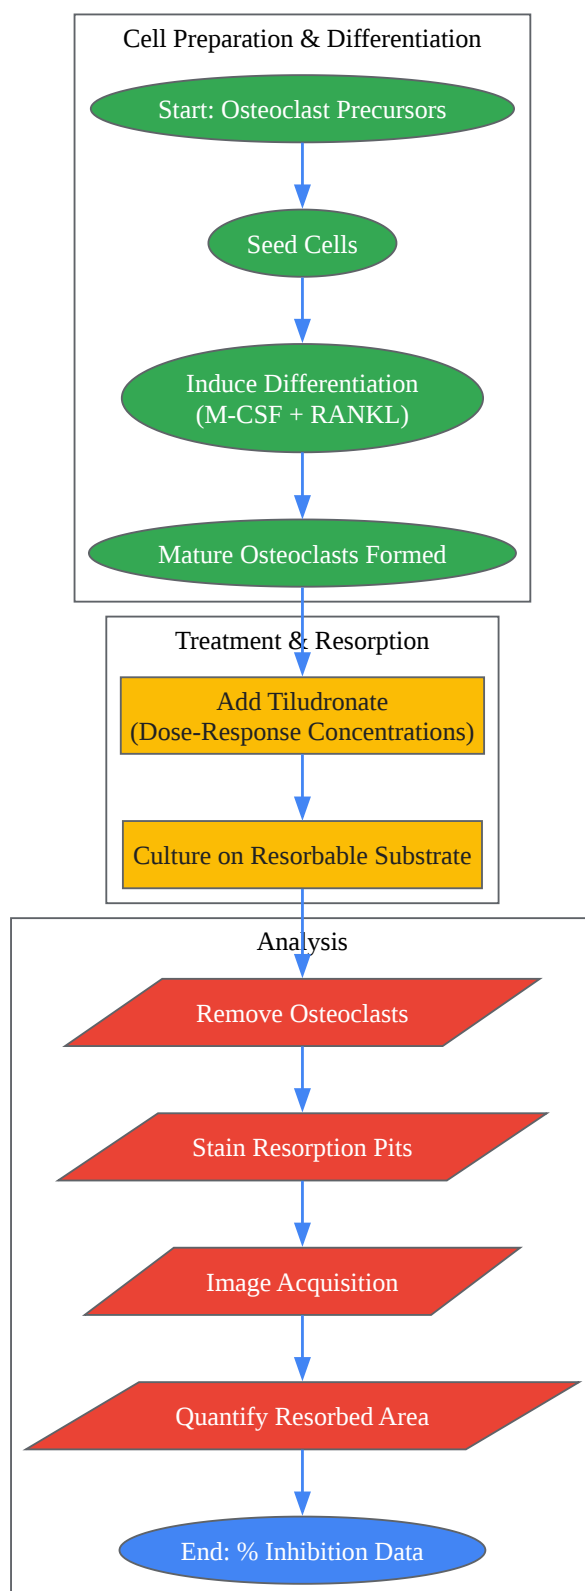 Cell Preparation & Differentiation
Start: Osteoclast Precursors
Seed Cells
Induce Differentiation
(M-CSF + RANKL)
Mature Osteoclasts Formed
Treatment & Resorption
Add Tiludronate
(Dose-Response Concentrations)
Culture on Resorbable Substrate
Analysis
Remove Osteoclasts
Stain Resorption Pits
Image Acquisition
Quantify Resorbed Area
End: % Inhibition Data